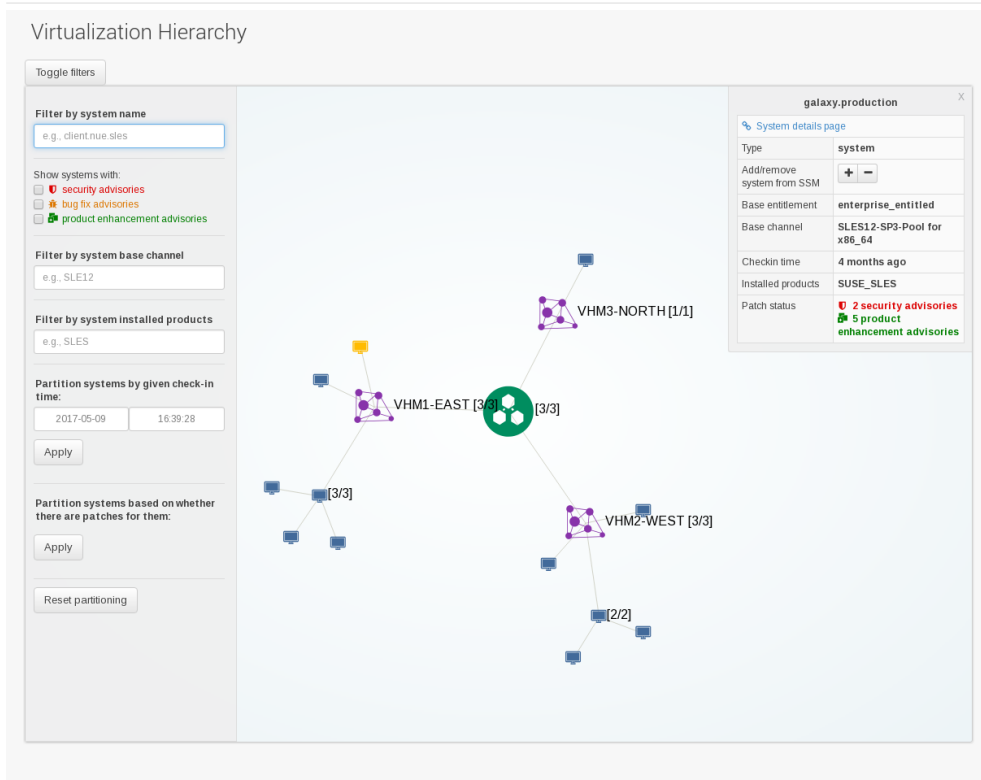 Virtualization Hierarchy
Toggle filters
Filter by system name
e.g., client.nue.sles
Show systems with:
security advisories
bug fix advisories
product enhancement advisories
Filter by system base channel
e.g., SLE12
Filter by system installed products
e.g., SLES
Partition systems by given check-in
time:
2017-05-09 16:39:28
Apply
Partition systems based on whether
there are patches for them:
Apply
Reset partitioning
VHM3-NORTH [1/1]
VHM1-EAST [3/3]
[3/3]
[3/3]
VHM2-WEST [3/3]
[2/2]
galaxy.production X
System details page
Type system
Add/remove
system from SSM + −
Base entitlement enterprise_entitled
Base channel SLES12-SP3-Pool for
x86_64
Checkin time 4 months ago
Installed products SUSE_SLES
Patch status 2 security advisories
5 product
enhancement advisories